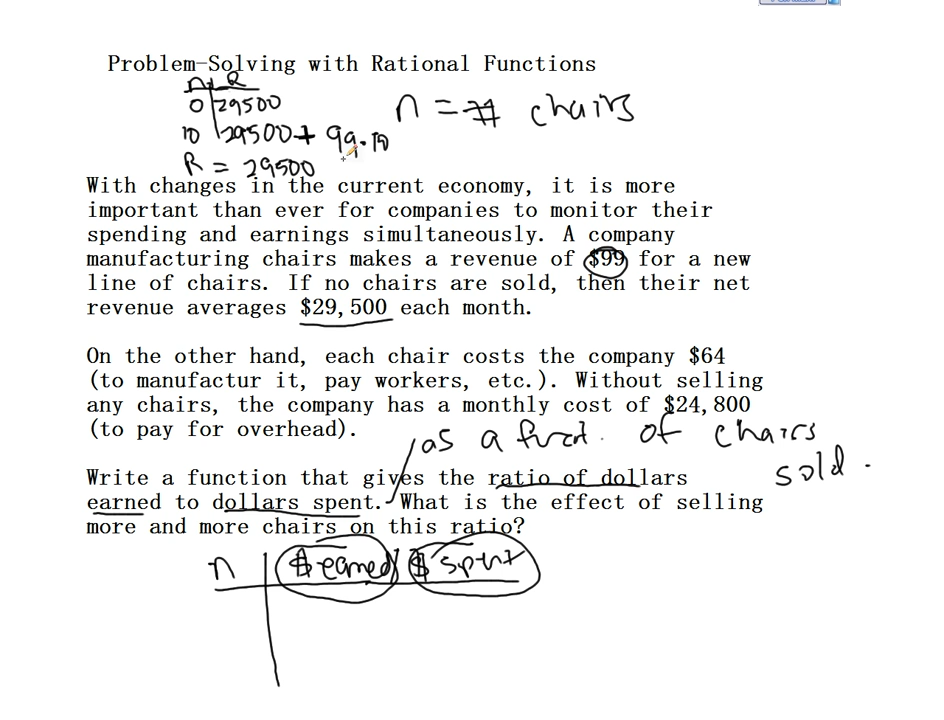 Problem-Solving with Rational Functions
n R
0 29500
10 29500 + 99·10
R = 29500
n = # chairs
With changes in the current economy, it is more
important than ever for companies to monitor their
spending and earnings simultaneously. A company
manufacturing chairs makes a revenue of $99 for a new
line of chairs. If no chairs are sold, then their net
revenue averages $29,500 each month.
On the other hand, each chair costs the company $64
(to manufactur it, pay workers, etc.). Without selling
any chairs, the company has a monthly cost of $24,800
(to pay for overhead).
as a funct. of chairs
sold.
Write a function that gives the ratio of dollars
earned to dollars spent. What is the effect of selling
more and more chairs on this ratio?
n $ earned $ spent